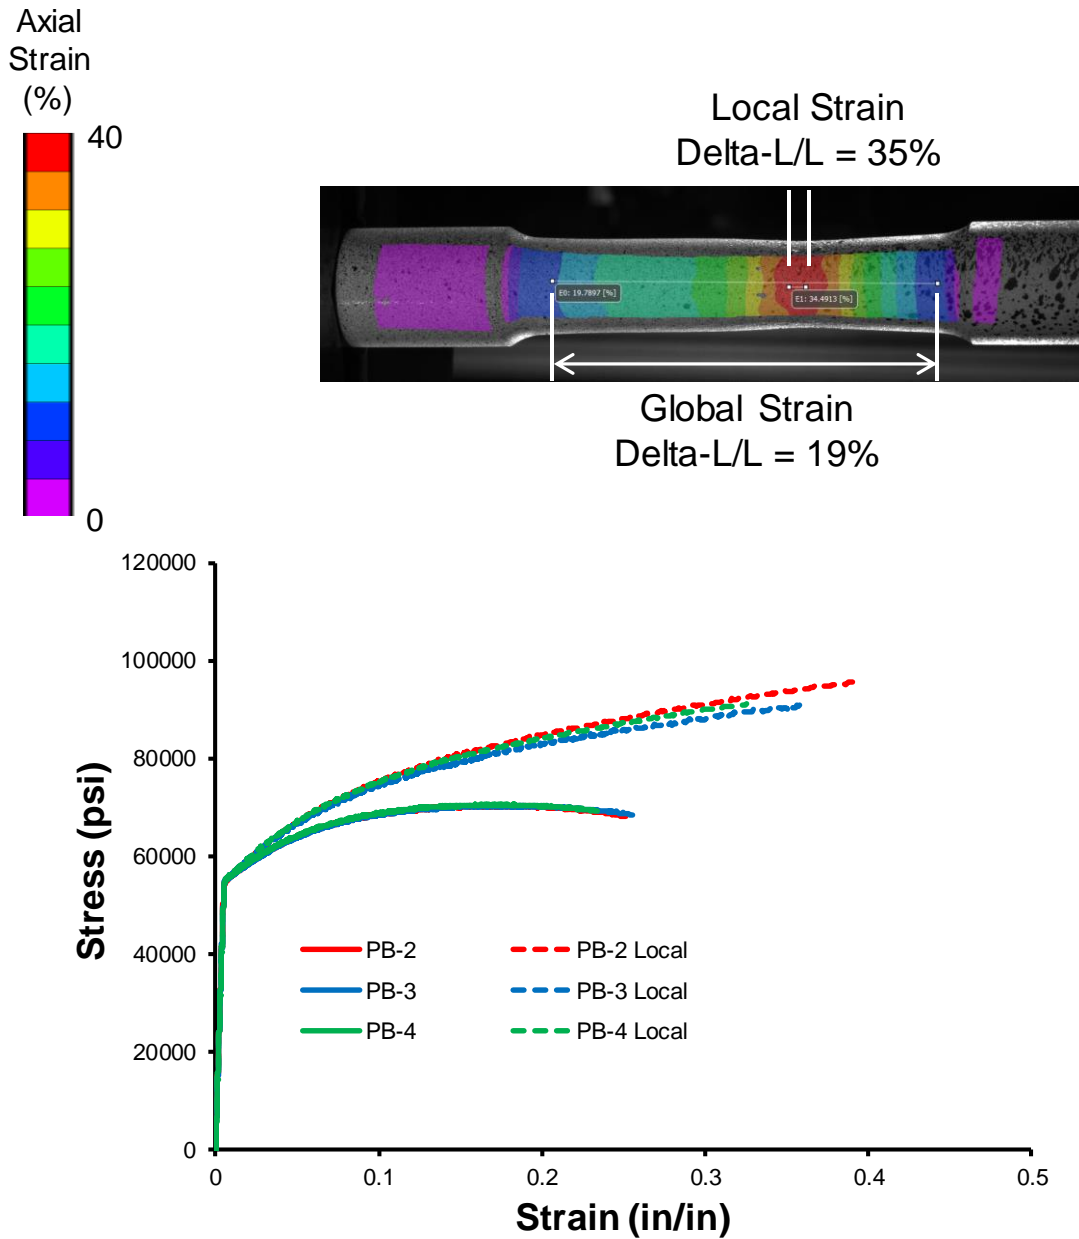 Axial
Strain
(%)
40
0
Local Strain
Delta-L/L = 35%
E0: 19.7897 [%]
E1: 34.4913 [%]
Global Strain
Delta-L/L = 19%
120000
100000
80000
60000
40000
20000
0
Stress (psi)
PB-2
PB-2 Local
PB-3
PB-3 Local
PB-4
PB-4 Local
0
0.1
0.2
0.3
0.4
0.5
Strain (in/in)